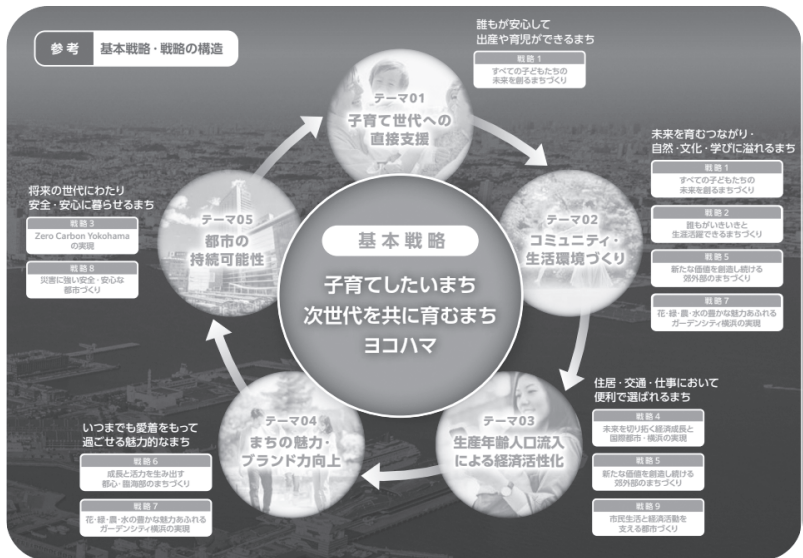 参考 基本戦略・戦略の構造
誰もが安心して
出産や育児ができるまち
戦略1
すべての子どもたちの
未来を創るまちづくり
テーマ01
子育て世代への
直接支援
未来を育むつながり・
自然・文化・学びに溢れるまち
戦略1
すべての子どもたちの
未来を創るまちづくり
戦略2
誰もがいきいきと
生涯活躍できるまちづくり
戦略5
新たな価値を創造し続ける
郊外部のまちづくり
戦略7
花・緑・農・水の豊かな魅力あふれる
ガーデンシティ横浜の実現
テーマ02
コミュニティ・
生活環境づくり
将来の世代にわたり
安全・安心に暮らせるまち
戦略3
Zero Carbon Yokohama
の実現
戦略8
災害に強い安全・安心な
都市づくり
テーマ05
都市の
持続可能性
基本戦略
子育てしたいまち
次世代を共に育むまち
ヨコハマ
住居・交通・仕事において
便利で選ばれるまち
戦略4
未来を切り拓く経済成長と
国際都市・横浜の実現
戦略5
新たな価値を創造し続ける
郊外部のまちづくり
戦略9
市民生活と経済活動を
支える都市づくり
テーマ03
生産年齢人口流入
による経済活性化
テーマ04
まちの魅力・
ブランド力向上
いつまでも愛着をもって
過ごせる魅力的なまち
戦略6
成長と活力を生み出す
都心・臨海部のまちづくり
戦略7
花・緑・農・水の豊かな魅力あふれる
ガーデンシティ横浜の実現